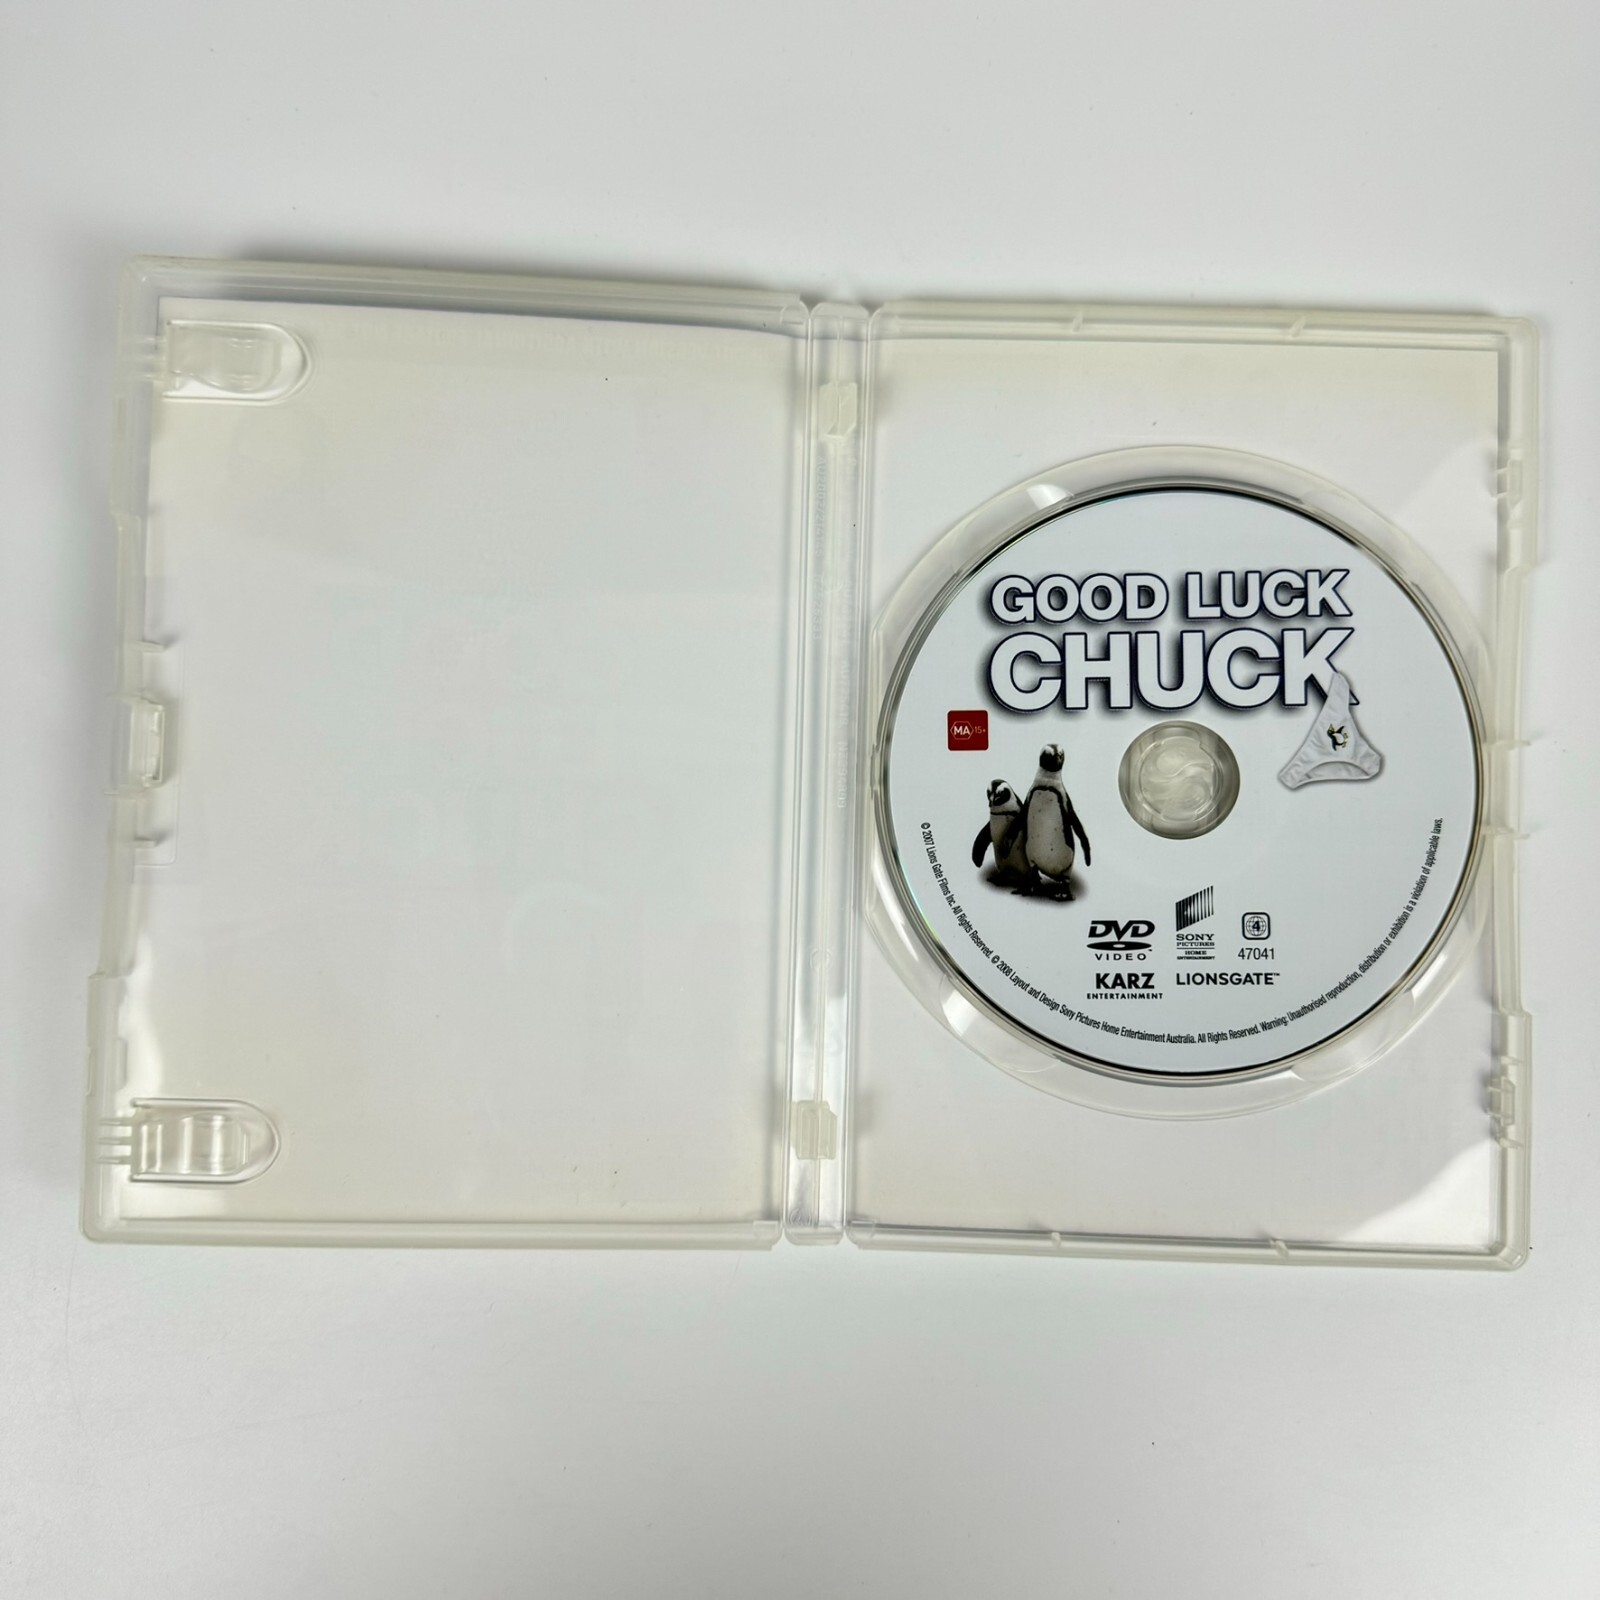 GOOD LUCK
CHUCK
MA 15+
DVD
VIDEO
SONY
PICTURES
HOME
ENTERTAINMENT
4
47041
KARZ
ENTERTAINMENT
LIONSGATE™
© 2007 Lions Gate Films Inc. All Rights Reserved. © 2008 Layout and Design Sony Pictures Home Entertainment Australia. All Rights Reserved. Warning: Unauthorised reproduction, distribution or exhibition is a violation of applicable laws.